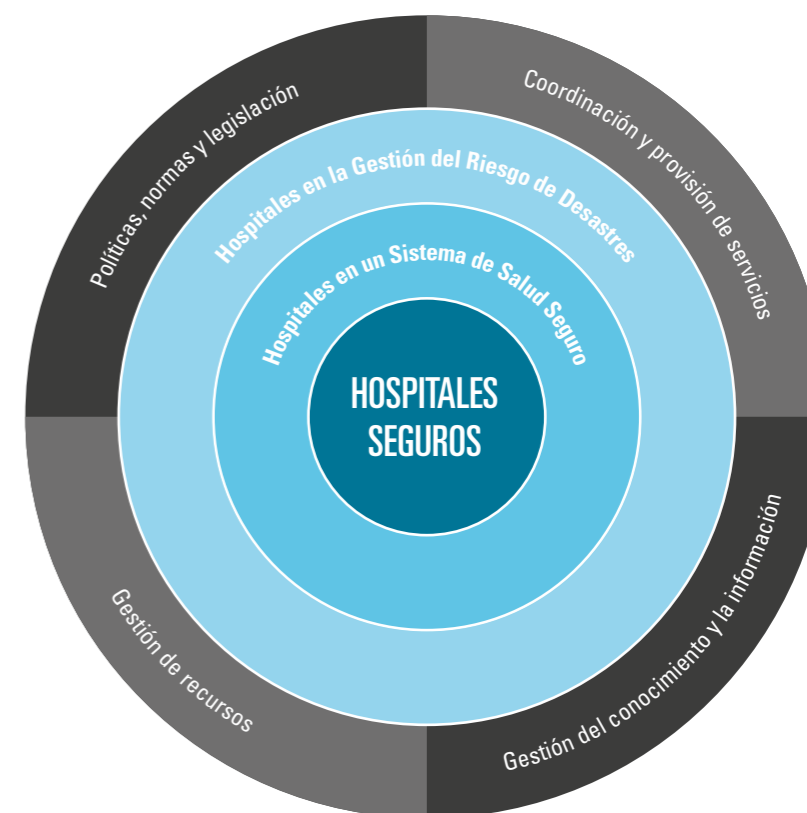 Políticas, normas y legislación
Coordinación y provisión de servicios
Hospitales en la Gestión del Riesgo de Desastres
Hospitales en un Sistema de Salud Seguro
HOSPITALES
SEGUROS
Gestión de recursos
Gestión del conocimiento y la información